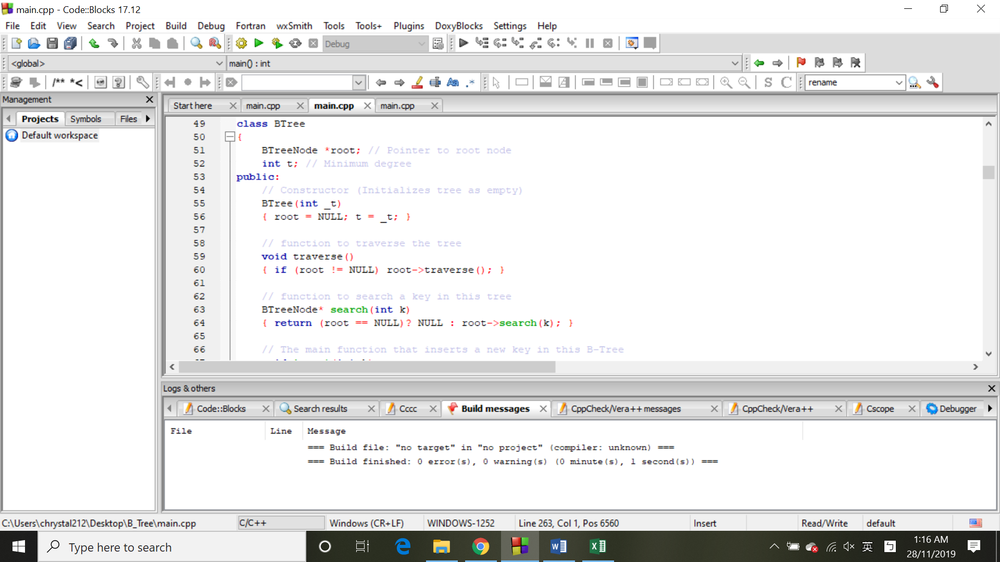 main.cpp - Code::Blocks 17.12
File Edit View Search Project Build Debug Fortran wxSmith Tools Tools+ Plugins DoxyBlocks Settings Help
Debug
<global> main() : int
/** *< Aa .* S C rename
Management
Projects Symbols Files
Default workspace
Start here main.cpp main.cpp main.cpp
49 class BTree
50 {
51 BTreeNode *root; // Pointer to root node
52 int t; // Minimum degree
53 public:
54 // Constructor (Initializes tree as empty)
55 BTree(int _t)
56 { root = NULL; t = _t; }
57
58 // function to traverse the tree
59 void traverse()
60 { if (root != NULL) root->traverse(); }
61
62 // function to search a key in this tree
63 BTreeNode* search(int k)
64 { return (root == NULL)? NULL : root->search(k); }
65
66 // The main function that inserts a new key in this B-Tree
Logs & others
Code::Blocks Search results Cccc Build messages CppCheck/Vera++ messages CppCheck/Vera++ Cscope Debugger
File Line Message
=== Build file: "no target" in "no project" (compiler: unknown) ===
=== Build finished: 0 error(s), 0 warning(s) (0 minute(s), 1 second(s)) ===
C:\Users\chrystal212\Desktop\B_Tree\main.cpp C/C++ Windows (CR+LF) WINDOWS-1252 Line 263, Col 1, Pos 6560 Insert Read/Write default
Type here to search
英
1:16 AM
28/11/2019